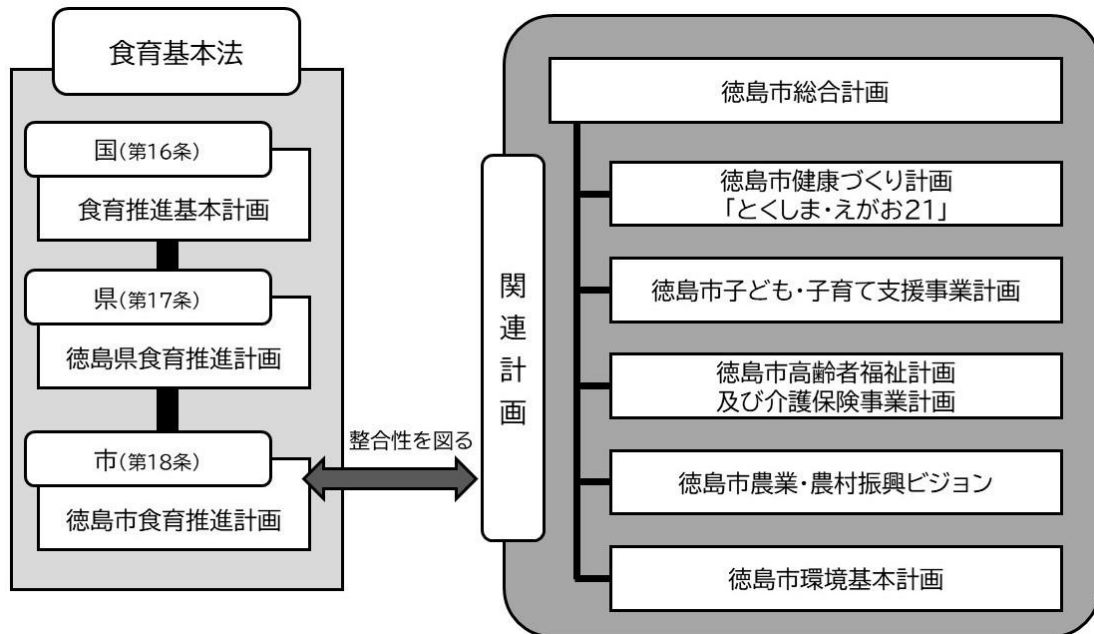 食育基本法
国(第16条)
食育推進基本計画
県(第17条)
徳島県食育推進計画
市(第18条)
徳島市食育推進計画
整合性を図る
関連計画
徳島市総合計画
徳島市健康づくり計画
「とくしま・えがお21」
徳島市子ども・子育て支援事業計画
徳島市高齢者福祉計画
及び介護保険事業計画
徳島市農業・農村振興ビジョン
徳島市環境基本計画